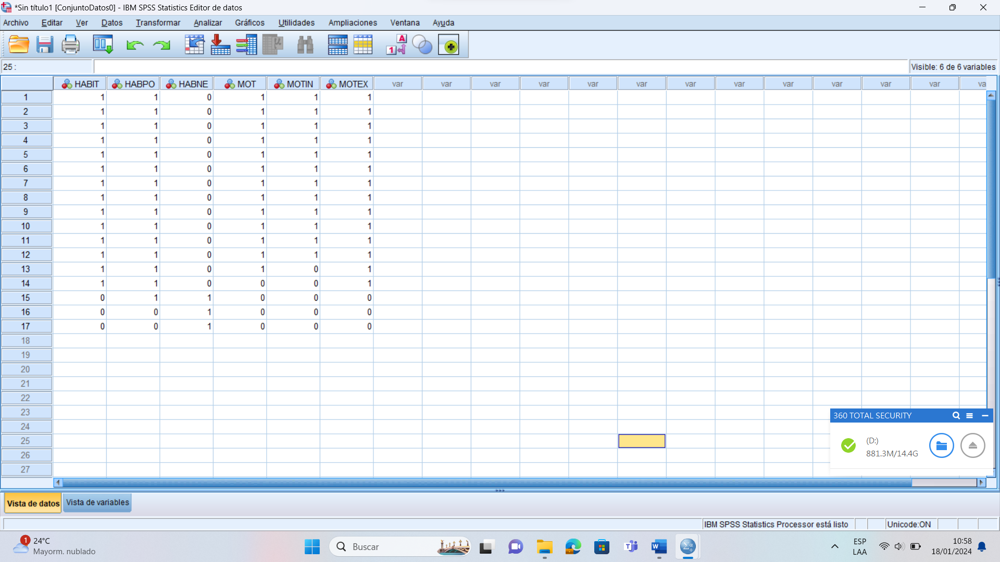 *Sin título1 [ConjuntoDatos0] - IBM SPSS Statistics Editor de datos
Archivo Editar Ver Datos Transformar Analizar Gráficos Utilidades Ampliaciones Ventana Ayuda
25 :
Visible: 6 de 6 variables
HABIT HABPO HABNE MOT MOTIN MOTEX var var var var var var var var var var var var va
1 1 1 0 1 1 1
2 1 1 0 1 1 1
3 1 1 0 1 1 1
4 1 1 0 1 1 1
5 1 1 0 1 1 1
6 1 1 0 1 1 1
7 1 1 0 1 1 1
8 1 1 0 1 1 1
9 1 1 0 1 1 1
10 1 1 0 1 1 1
11 1 1 0 1 1 1
12 1 1 0 1 1 1
13 1 1 0 1 0 1
14 1 1 0 0 0 1
15 0 1 1 0 0 0
16 0 0 1 0 0 0
17 0 0 1 0 0 0
18
19
20
21
22
23
24
25
26
27
360 TOTAL SECURITY
(D:)
881.3M/14.4G
Vista de datos Vista de variables
IBM SPSS Statistics Processor está listo Unicode:ON
1
24°C
Mayorm. nublado
Buscar
ESP
LAA
10:58
18/01/2024